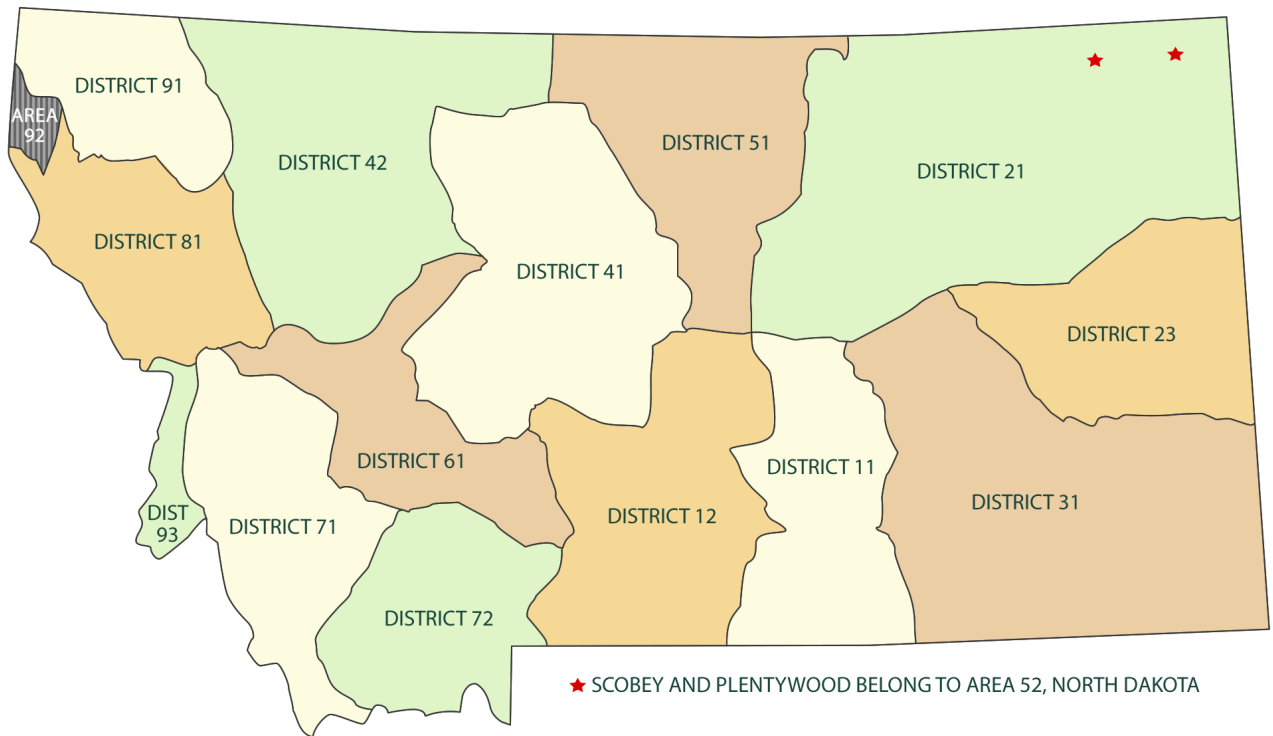 DISTRICT 91
AREA
92
DISTRICT 42
DISTRICT 51
DISTRICT 21
DISTRICT 81
DISTRICT 41
DISTRICT 23
DISTRICT 61
DISTRICT 11
DIST
93
DISTRICT 71
DISTRICT 12
DISTRICT 31
DISTRICT 72
SCOBEY AND PLENTYWOOD BELONG TO AREA 52, NORTH DAKOTA